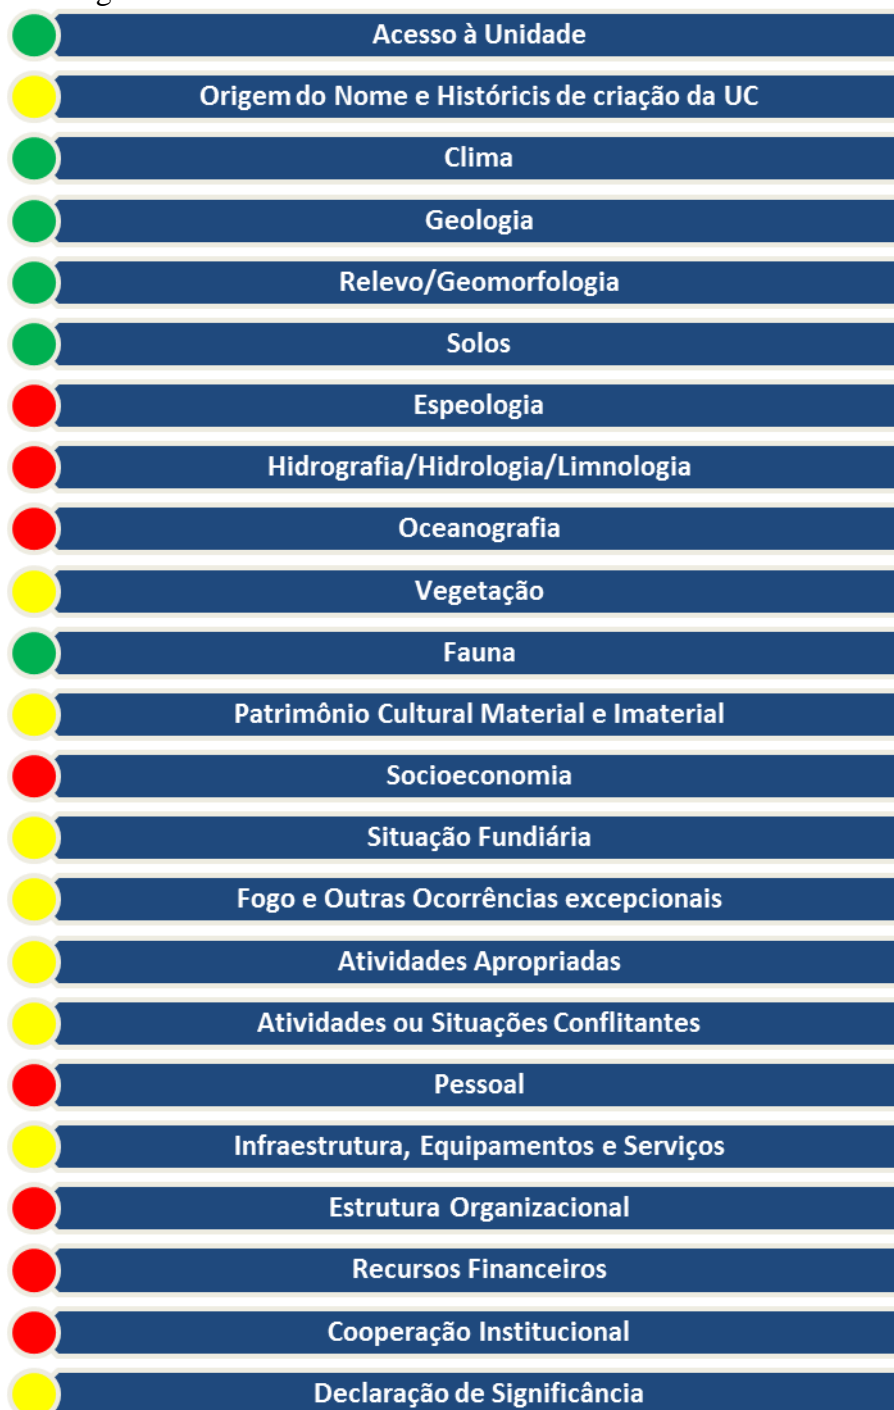 Acesso à Unidade
Origem do Nome e Históricis de criação da UC
Clima
Geologia
Relevo/Geomorfologia
Solos
Espeologia
Hidrografia/Hidrologia/Limnologia
Oceanografia
Vegetação
Fauna
Patrimônio Cultural Material e Imaterial
Socioeconomia
Situação Fundiária
Fogo e Outras Ocorrências excepcionais
Atividades Apropriadas
Atividades ou Situações Conflitantes
Pessoal
Infraestrutura, Equipamentos e Serviços
Estrutura Organizacional
Recursos Financeiros
Cooperação Institucional
Declaração de Significância